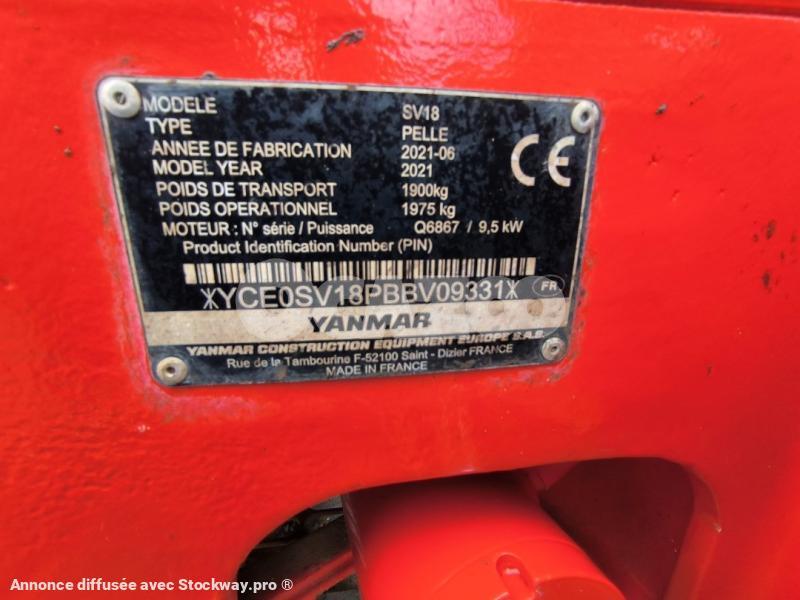 MODELE SV18
TYPE PELLE
ANNEE DE FABRICATION 2021-06
MODEL YEAR 2021
POIDS DE TRANSPORT 1900kg
POIDS OPERATIONNEL 1975 kg
MOTEUR : N° série / Puissance Q6867 / 9,5 kW
Product Identification Number (PIN)
CE
*YCE0SV18PBBV09331*
FR
YANMAR
YANMAR CONSTRUCTION EQUIPMENT EUROPE S.A.S.
Rue de la Tambourine F-52100 Saint - Dizier FRANCE
MADE IN FRANCE
Annonce diffusée avec Stockway.pro ®